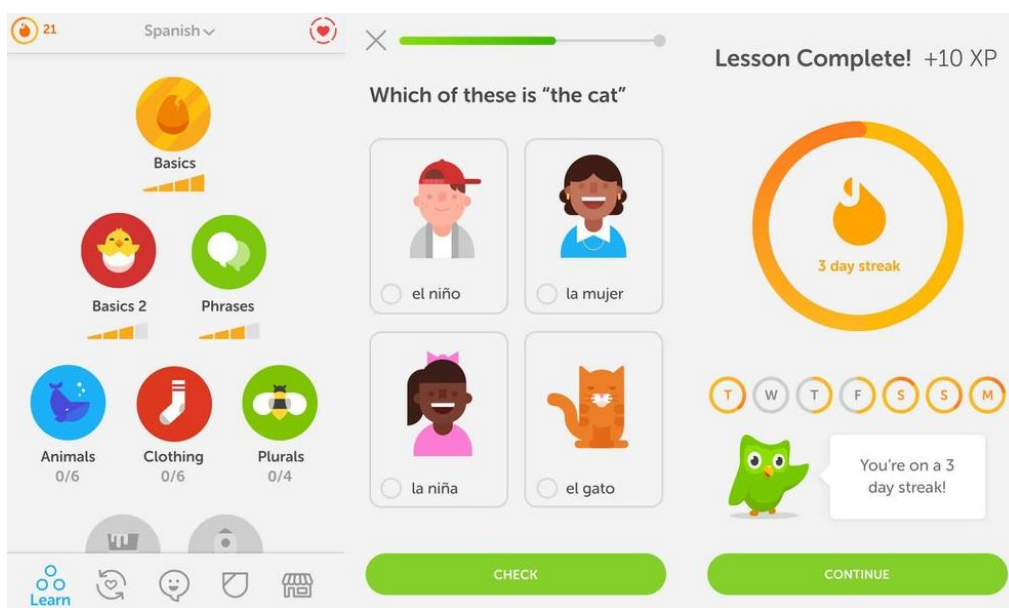 21
Spanish
Basics
Basics 2
Phrases
Animals
Clothing
Plurals
0/6
0/6
0/4
Learn
Which of these is “the cat”
el niño
la mujer
la niña
el gato
CHECK
Lesson Complete! +10 XP
3 day streak
T W T F S S M
You’re on a 3
day streak!
CONTINUE